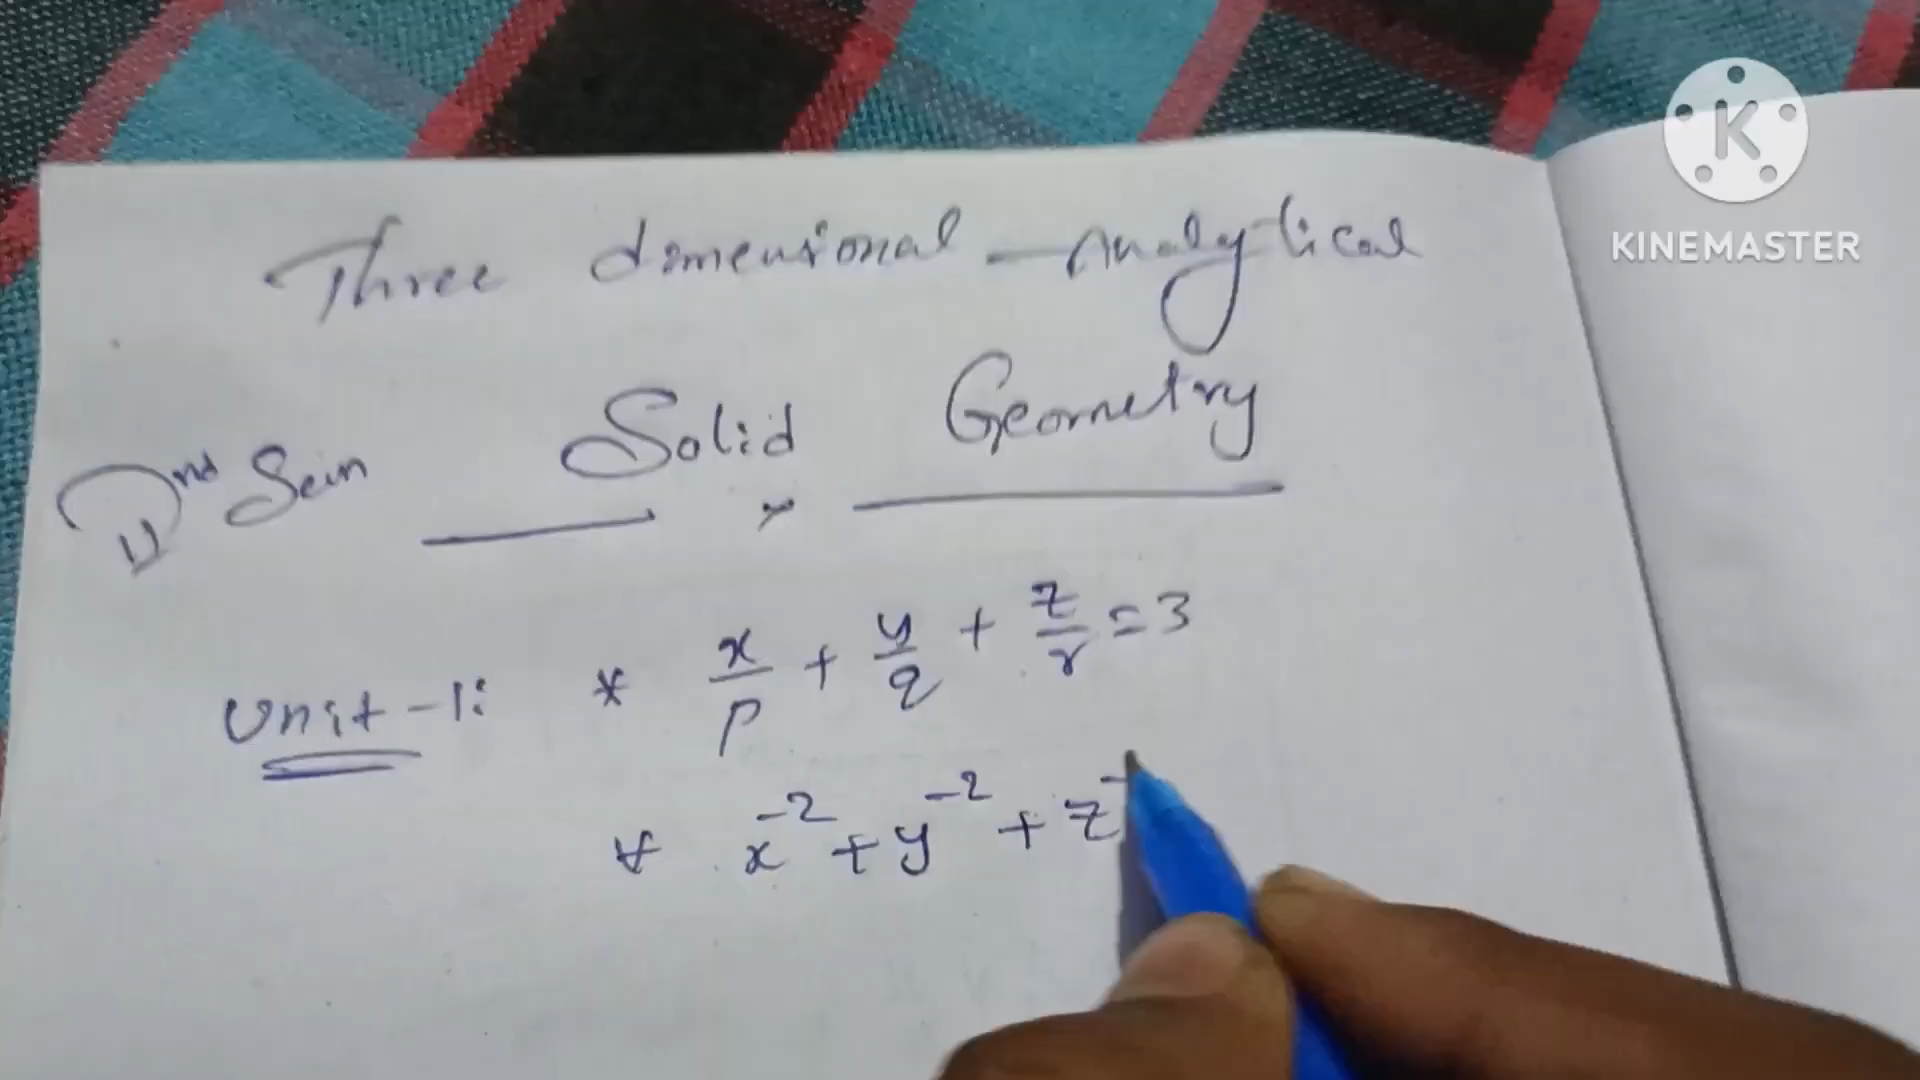 Three dimensional Analytical
Solid Geometry
IInd Sem
Unit-1: * x/p + y/q + z/r = 3
* x^-2 + y^-2 + z^-
K
KINEMASTER